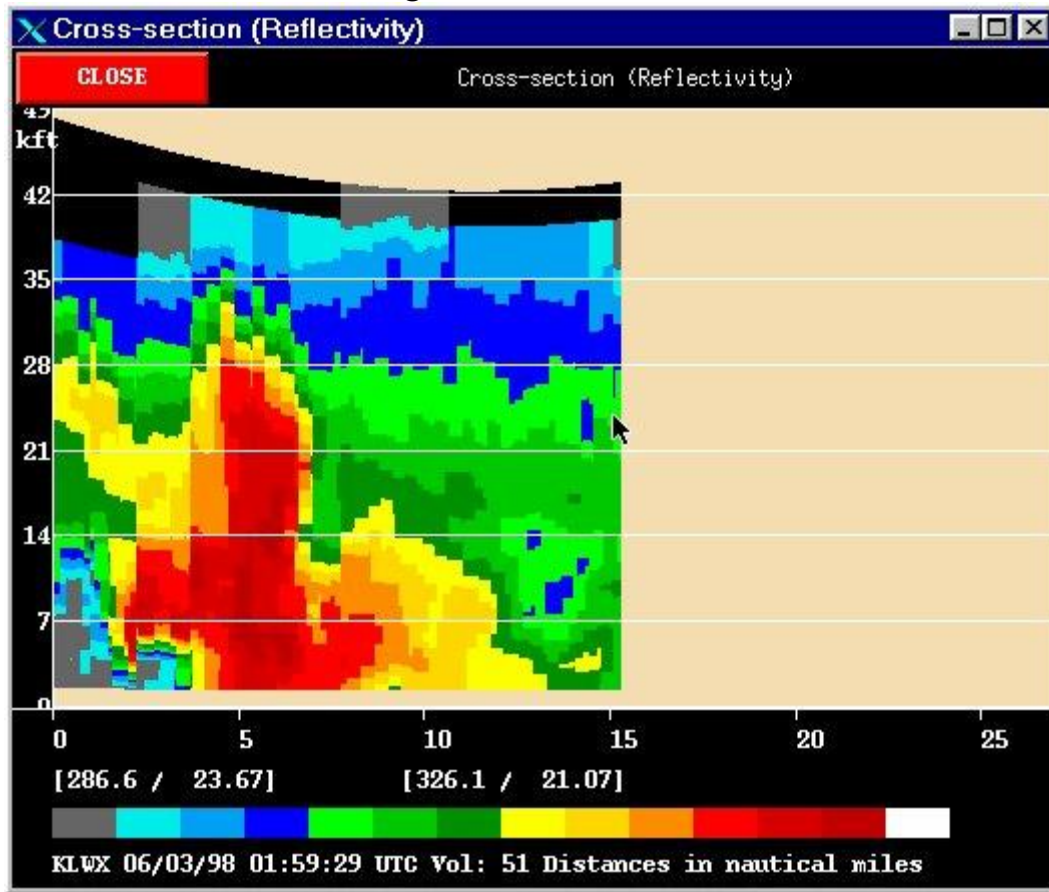 Cross-section (Reflectivity)
CLOSE
Cross-section (Reflectivity)
49
kft
42
35
28
21
14
7
0
0 5 10 15 20 25
[286.6 / 23.67] [326.1 / 21.07]
KLWX 06/03/98 01:59:29 UTC Vol: 51 Distances in nautical miles